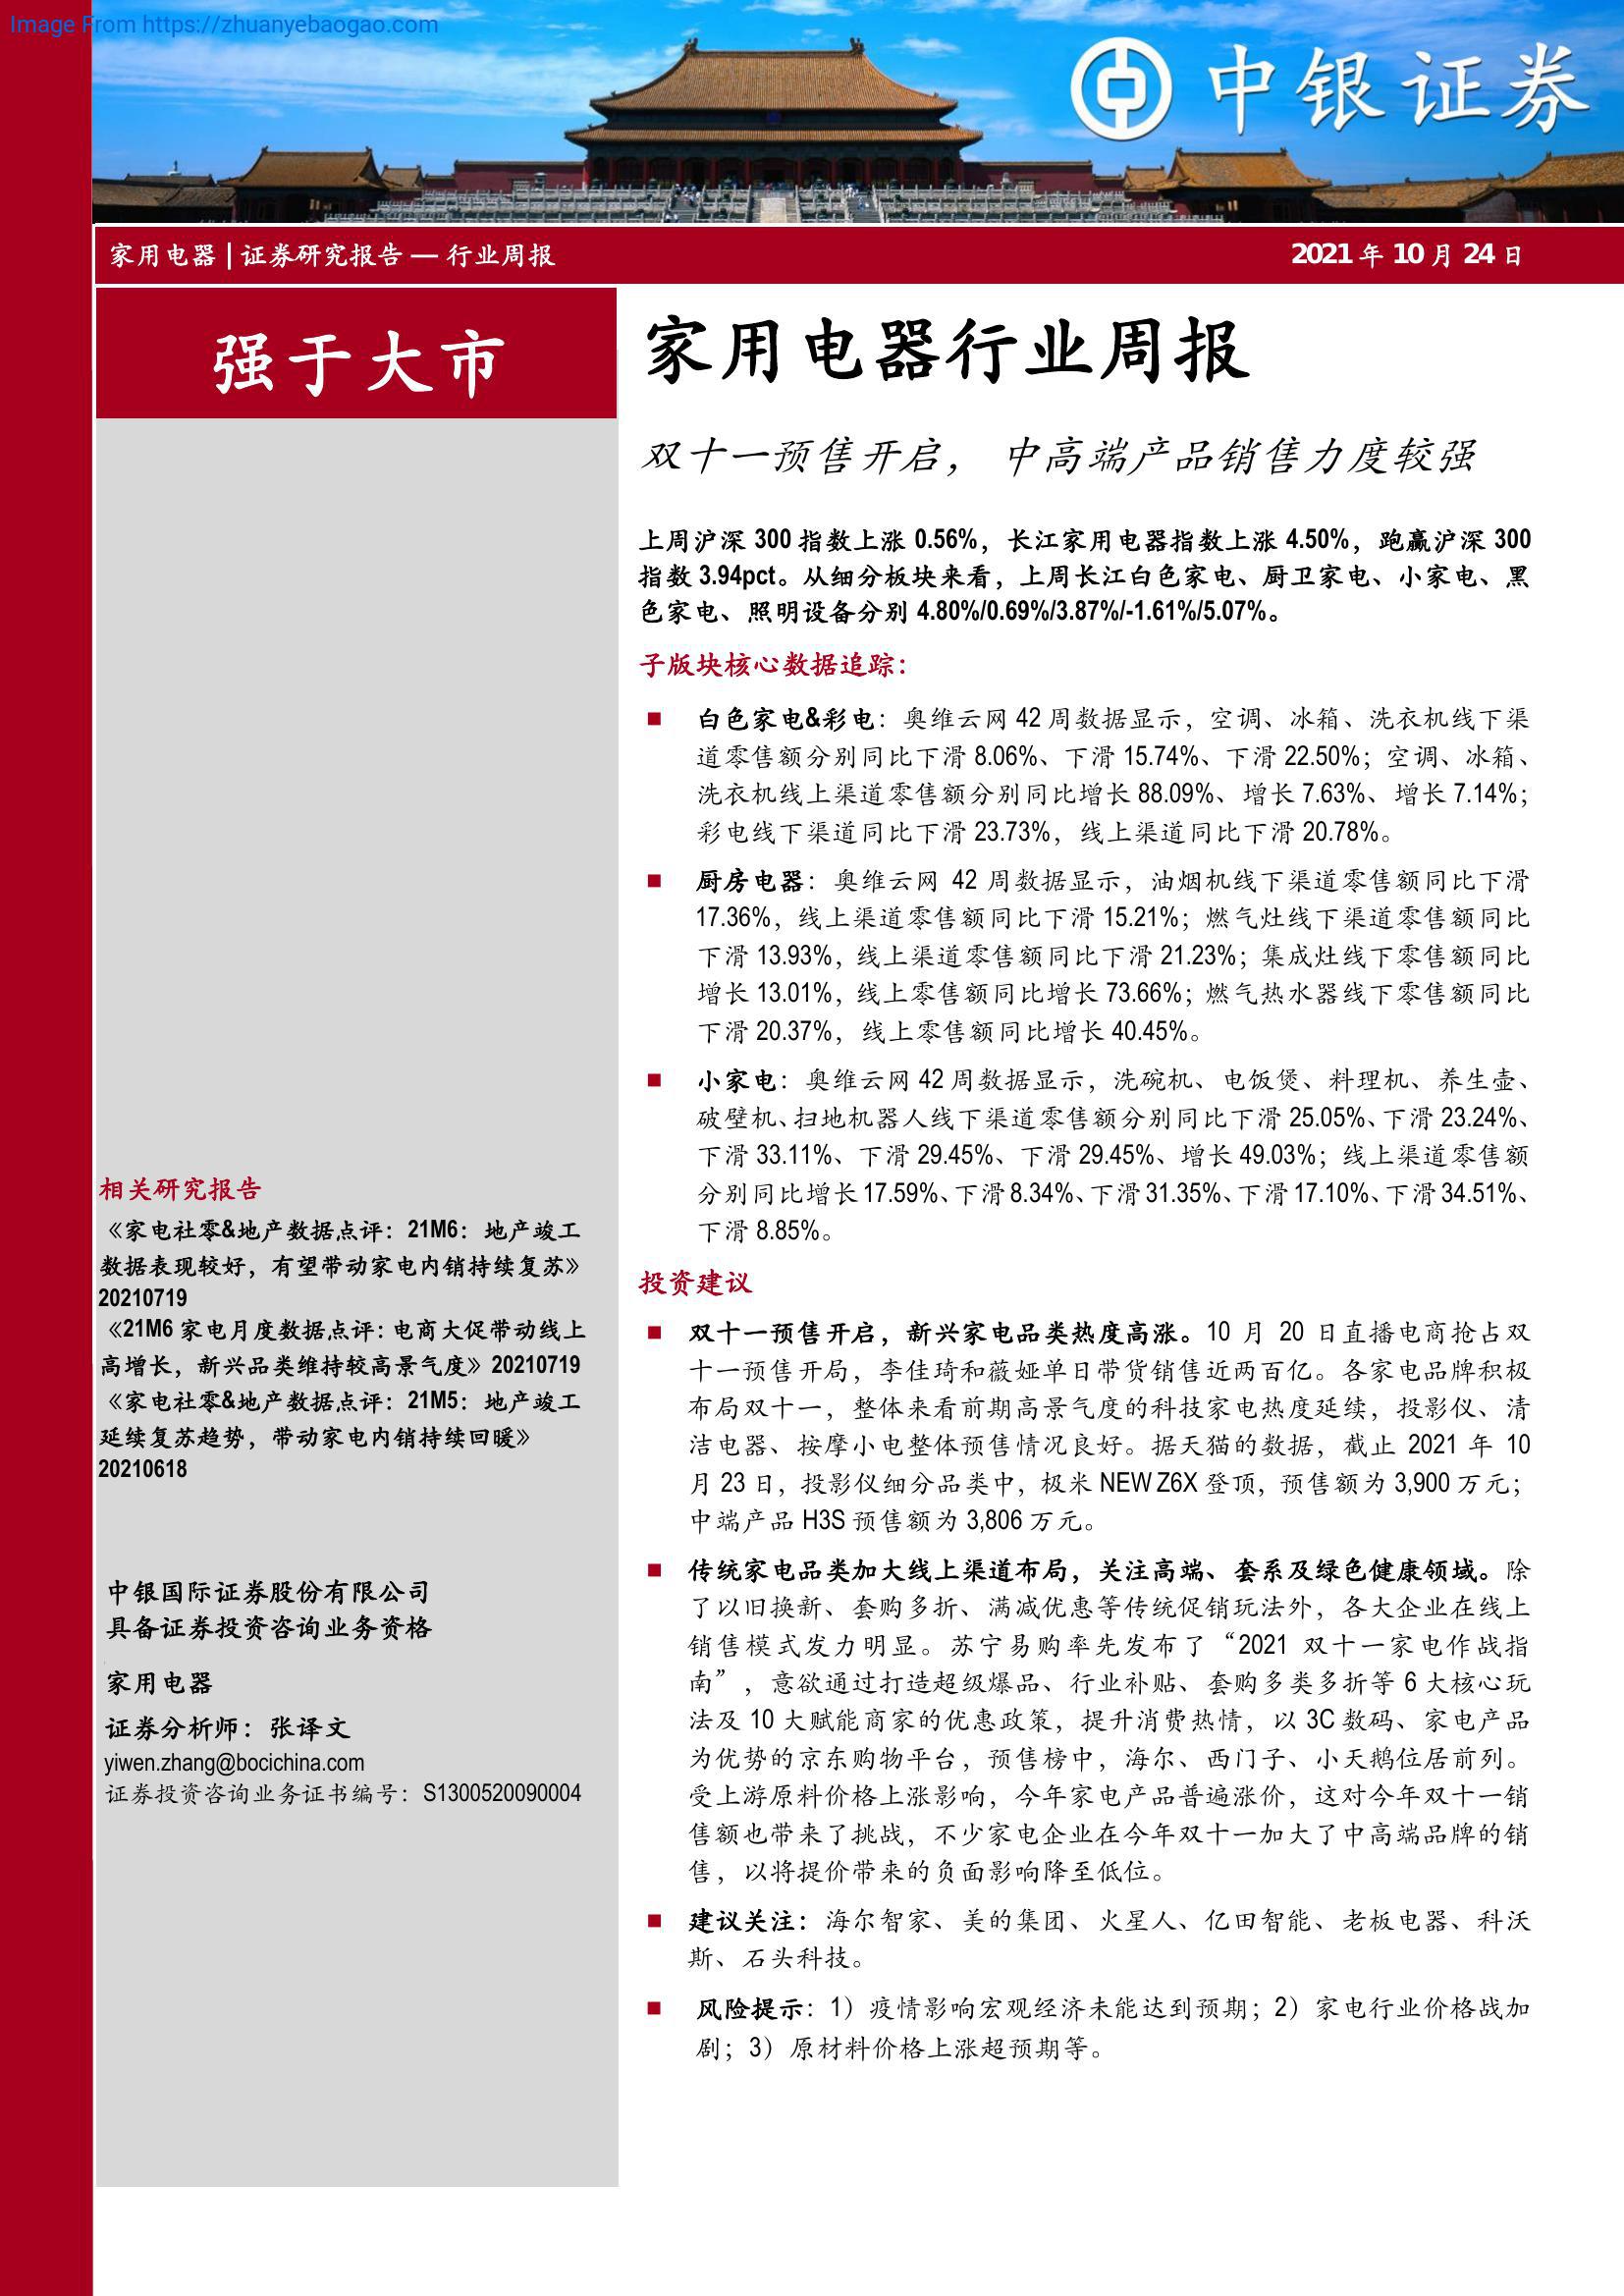 Image From https://zhuanyebaogao.com
中银证券
家用电器 | 证券研究报告 — 行业周报
2021 年 10 月 24 日
强于大市
家用电器行业周报
双十一预售开启，中高端产品销售力度较强
上周沪深 300 指数上涨 0.56%，长江家用电器指数上涨 4.50%，跑赢沪深 300
指数 3.94pct。从细分板块来看，上周长江白色家电、厨卫家电、小家电、黑
色家电、照明设备分别 4.80%/0.69%/3.87%/-1.61%/5.07%。
子版块核心数据追踪：
■ 白色家电&彩电：奥维云网 42 周数据显示，空调、冰箱、洗衣机线下渠
道零售额分别同比下滑 8.06%、下滑 15.74%、下滑 22.50%；空调、冰箱、
洗衣机线上渠道零售额分别同比增长 88.09%、增长 7.63%、增长 7.14%；
彩电线下渠道同比下滑 23.73%，线上渠道同比下滑 20.78%。
■ 厨房电器：奥维云网 42 周数据显示，油烟机线下渠道零售额同比下滑
17.36%，线上渠道零售额同比下滑 15.21%；燃气灶线下渠道零售额同比
下滑 13.93%，线上渠道零售额同比下滑 21.23%；集成灶线下零售额同比
增长 13.01%，线上零售额同比增长 73.66%；燃气热水器线下零售额同比
下滑 20.37%，线上零售额同比增长 40.45%。
■ 小家电：奥维云网 42 周数据显示，洗碗机、电饭煲、料理机、养生壶、
破壁机、扫地机器人线下渠道零售额分别同比下滑 25.05%、下滑 23.24%、
下滑 33.11%、下滑 29.45%、下滑 29.45%、增长 49.03%；线上渠道零售额
分别同比增长 17.59%、下滑 8.34%、下滑 31.35%、下滑 17.10%、下滑 34.51%、
下滑 8.85%。
投资建议
■ 双十一预售开启，新兴家电品类热度高涨。10 月 20 日直播电商抢占双
十一预售开局，李佳琦和薇娅单日带货销售近两百亿。各家电品牌积极
布局双十一，整体来看前期高景气度的科技家电热度延续，投影仪、清
洁电器、按摩小电整体预售情况良好。据天猫的数据，截止 2021 年 10
月 23 日，投影仪细分品类中，极米 NEW Z6X 登顶，预售额为 3,900 万元；
中端产品 H3S 预售额为 3,806 万元。
■ 传统家电品类加大线上渠道布局，关注高端、套系及绿色健康领域。除
了以旧换新、套购多折、满减优惠等传统促销玩法外，各大企业在线上
销售模式发力明显。苏宁易购率先发布了“2021 双十一家电作战指
南”，意欲通过打造超级爆品、行业补贴、套购多类多折等 6 大核心玩
法及 10 大赋能商家的优惠政策，提升消费热情，以 3C 数码、家电产品
为优势的京东购物平台，预售榜中，海尔、西门子、小天鹅位居前列。
受上游原料价格上涨影响，今年家电产品普遍涨价，这对今年双十一销
售额也带来了挑战，不少家电企业在今年双十一加大了中高端品牌的销
售，以将提价带来的负面影响降至低位。
■ 建议关注：海尔智家、美的集团、火星人、亿田智能、老板电器、科沃
斯、石头科技。
■ 风险提示：1）疫情影响宏观经济未能达到预期；2）家电行业价格战加
剧；3）原材料价格上涨超预期等。
相关研究报告
《家电社零&地产数据点评：21M6：地产竣工
数据表现较好，有望带动家电内销持续复苏》
20210719
《21M6 家电月度数据点评：电商大促带动线上
高增长，新兴品类维持较高景气度》20210719
《家电社零&地产数据点评：21M5：地产竣工
延续复苏趋势，带动家电内销持续回暖》
20210618
中银国际证券股份有限公司
具备证券投资咨询业务资格
家用电器
证券分析师：张译文
yiwen.zhang@bocichina.com
证券投资咨询业务证书编号：S1300520090004